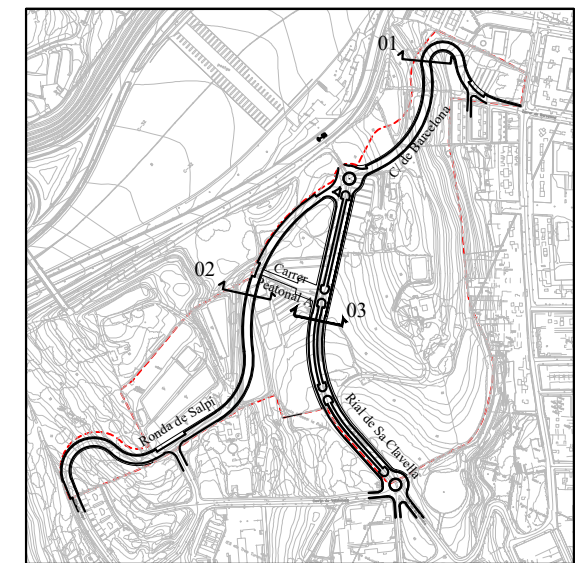 01
C/ de Barcelona
02
Carrer
Peatonal A
03
Ronda de Salpi
Rial de Sa Clavella